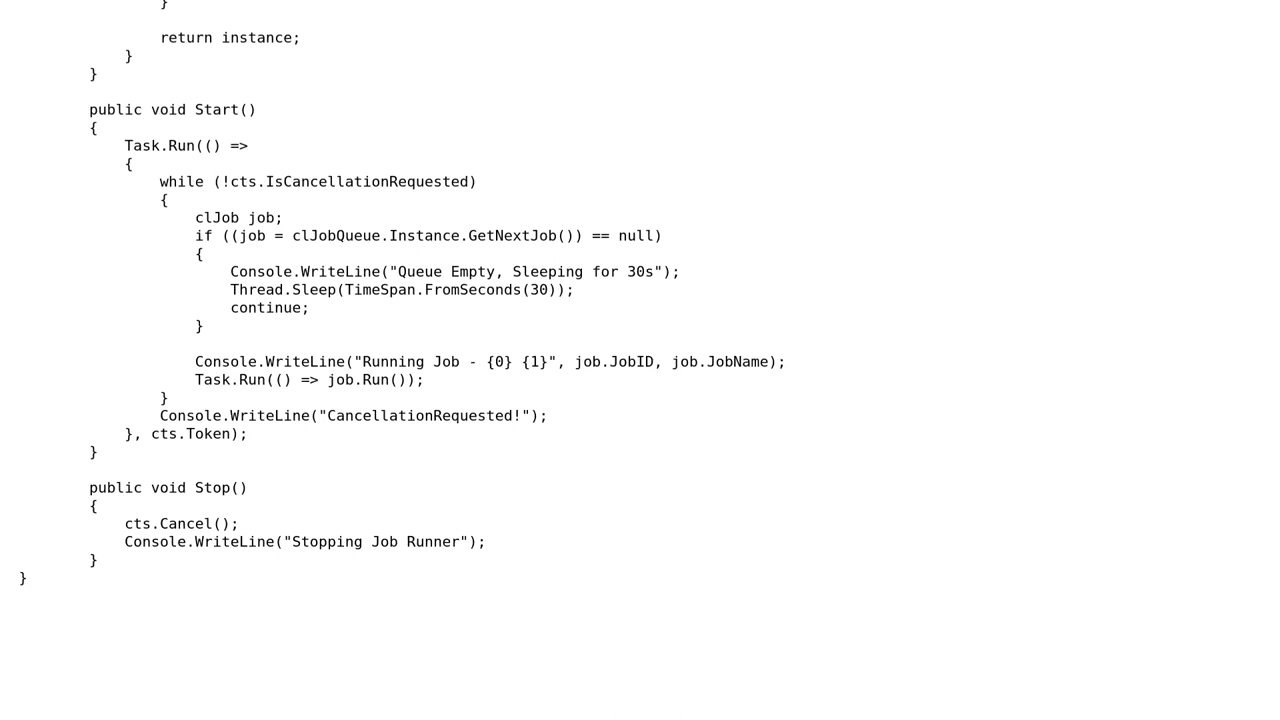 }

                return instance;
            }
        }

        public void Start()
        {
            Task.Run(() =>
            {
                while (!cts.IsCancellationRequested)
                {
                    clJob job;
                    if ((job = clJobQueue.Instance.GetNextJob()) == null)
                    {
                        Console.WriteLine("Queue Empty, Sleeping for 30s");
                        Thread.Sleep(TimeSpan.FromSeconds(30));
                        continue;
                    }

                    Console.WriteLine("Running Job - {0} {1}", job.JobID, job.JobName);
                    Task.Run(() => job.Run());
                }
                Console.WriteLine("CancellationRequested!");
            }, cts.Token);
        }

        public void Stop()
        {
            cts.Cancel();
            Console.WriteLine("Stopping Job Runner");
        }
}